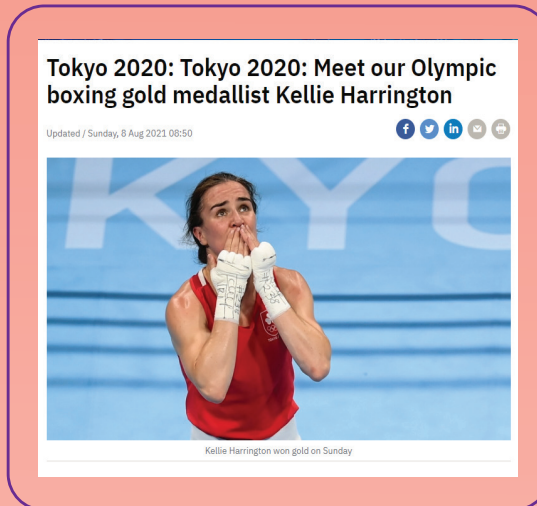 Tokyo 2020: Tokyo 2020: Meet our Olympic
boxing gold medallist Kellie Harrington
Updated / Sunday, 8 Aug 2021 08:50
f
in
KYO
Kellie Harrington won gold on Sunday